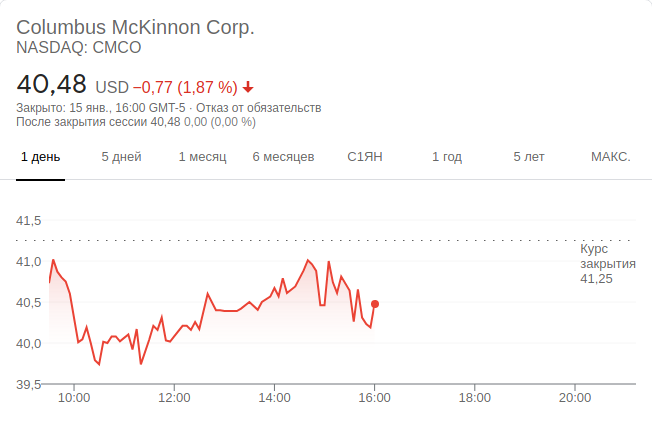 Columbus McKinnon Corp.
NASDAQ: CMCO
40,48 USD −0,77 (1,87 %)
Закрыто: 15 янв., 16:00 GMT-5 · Отказ от обязательств
После закрытия сессии 40,48 0,00 (0,00 %)
1 день 5 дней 1 месяц 6 месяцев С1ЯН 1 год 5 лет МАКС.
41,5
Курс
закрытия
41,25
41,0
40,5
40,0
39,5
10:00 12:00 14:00 16:00 18:00 20:00